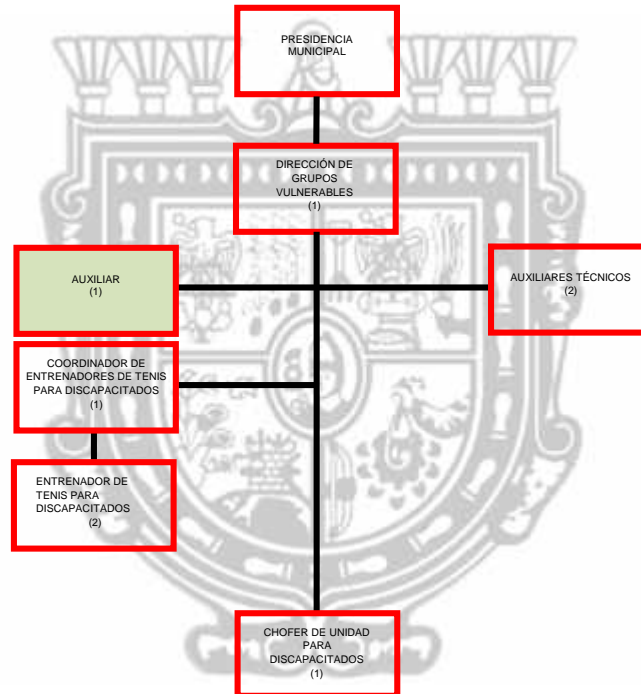 PRESIDENCIA
MUNICIPAL
DIRECCIÓN DE
GRUPOS
VULNERABLES
(1)
AUXILIAR
(1)
AUXILIARES TÉCNICOS
(2)
COORDINADOR DE
ENTRENADORES DE TENIS
PARA DISCAPACITADOS
(1)
ENTRENADOR DE
TENIS PARA
DISCAPACITADOS
(2)
CHOFER DE UNIDAD
PARA
DISCAPACITADOS
(1)